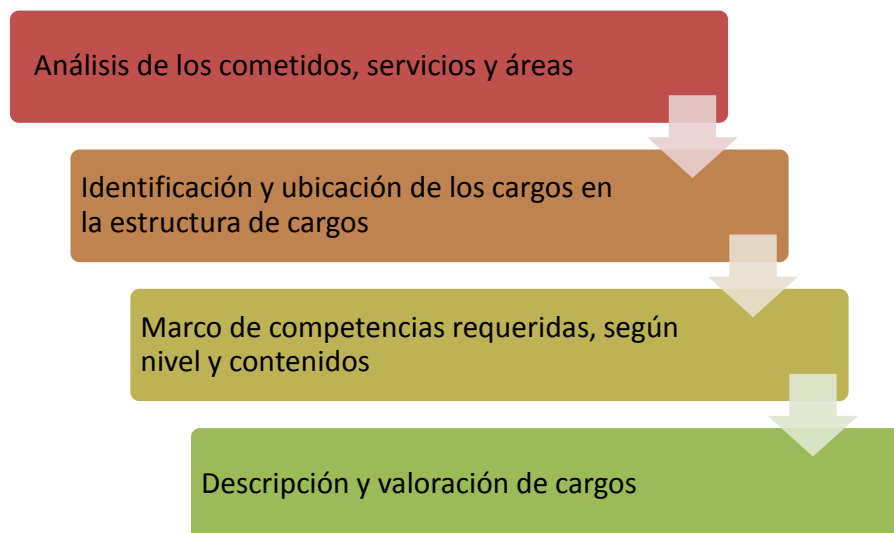 Análisis de los cometidos, servicios y áreas
Identificación y ubicación de los cargos en
la estructura de cargos
Marco de competencias requeridas, según
nivel y contenidos
Descripción y valoración de cargos